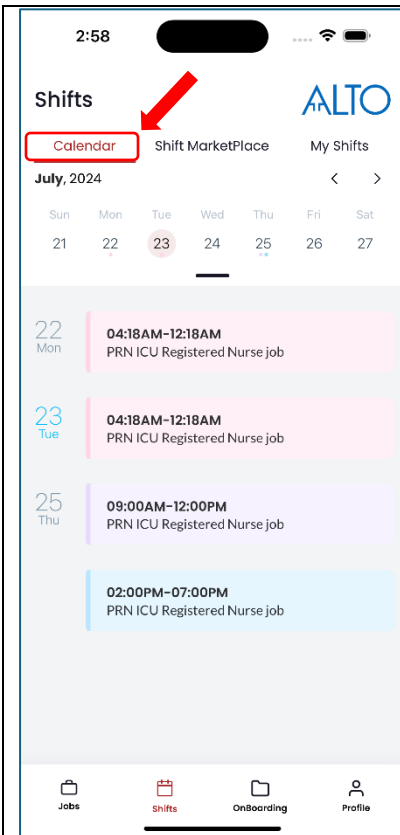 2:58
Shifts
ALTO
Calendar Shift MarketPlace My Shifts
July, 2024 < >
Sun Mon Tue Wed Thu Fri Sat
21 22 23 24 25 26 27
22
Mon
04:18AM-12:18AM
PRN ICU Registered Nurse job
23
Tue
04:18AM-12:18AM
PRN ICU Registered Nurse job
25
Thu
09:00AM-12:00PM
PRN ICU Registered Nurse job
02:00PM-07:00PM
PRN ICU Registered Nurse job
Jobs Shifts OnBoarding Profile